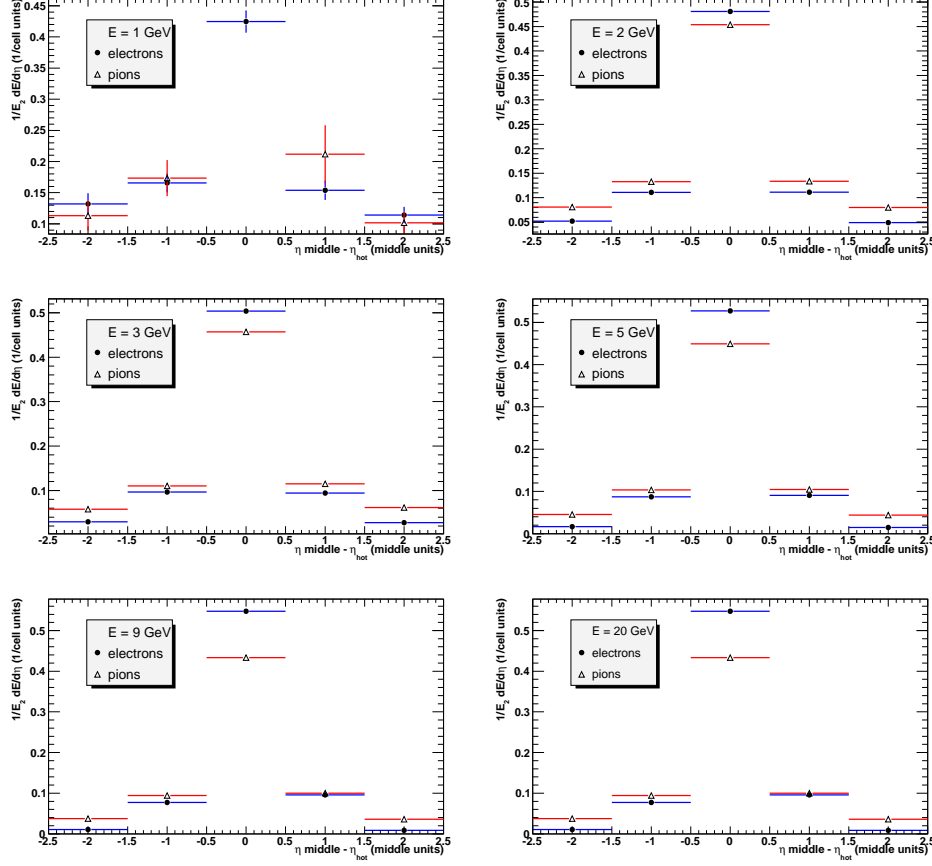 1/E₂ dE/dη (1/cell units)
0.45
0.4
0.35
0.3
0.25
0.2
0.15
0.1
E = 1 GeV
electrons
pions
-2.5 -2 -1.5 -1 -0.5 0 0.5 1 1.5 2 2.5
η middle - η_hot (middle units)
1/E₂ dE/dη (1/cell units)
0.5
0.45
0.4
0.35
0.3
0.25
0.2
0.15
0.1
0.05
E = 2 GeV
electrons
pions
-2.5 -2 -1.5 -1 -0.5 0 0.5 1 1.5 2 2.5
η middle - η_hot (middle units)
1/E₂ dE/dη (1/cell units)
0.5
0.4
0.3
0.2
0.1
E = 3 GeV
electrons
pions
-2.5 -2 -1.5 -1 -0.5 0 0.5 1 1.5 2 2.5
η middle - η_hot (middle units)
1/E₂ dE/dη (1/cell units)
0.5
0.4
0.3
0.2
0.1
0
E = 5 GeV
electrons
pions
-2.5 -2 -1.5 -1 -0.5 0 0.5 1 1.5 2 2.5
η middle - η_hot (middle units)
1/E₂ dE/dη (1/cell units)
0.5
0.4
0.3
0.2
0.1
0
E = 9 GeV
electrons
pions
-2.5 -2 -1.5 -1 -0.5 0 0.5 1 1.5 2 2.5
η middle - η_hot (middle units)
1/E₂ dE/dη (1/cell units)
0.5
0.4
0.3
0.2
0.1
0
E = 20 GeV
electrons
pions
-2.5 -2 -1.5 -1 -0.5 0 0.5 1 1.5 2 2.5
η middle - η_hot (middle units)